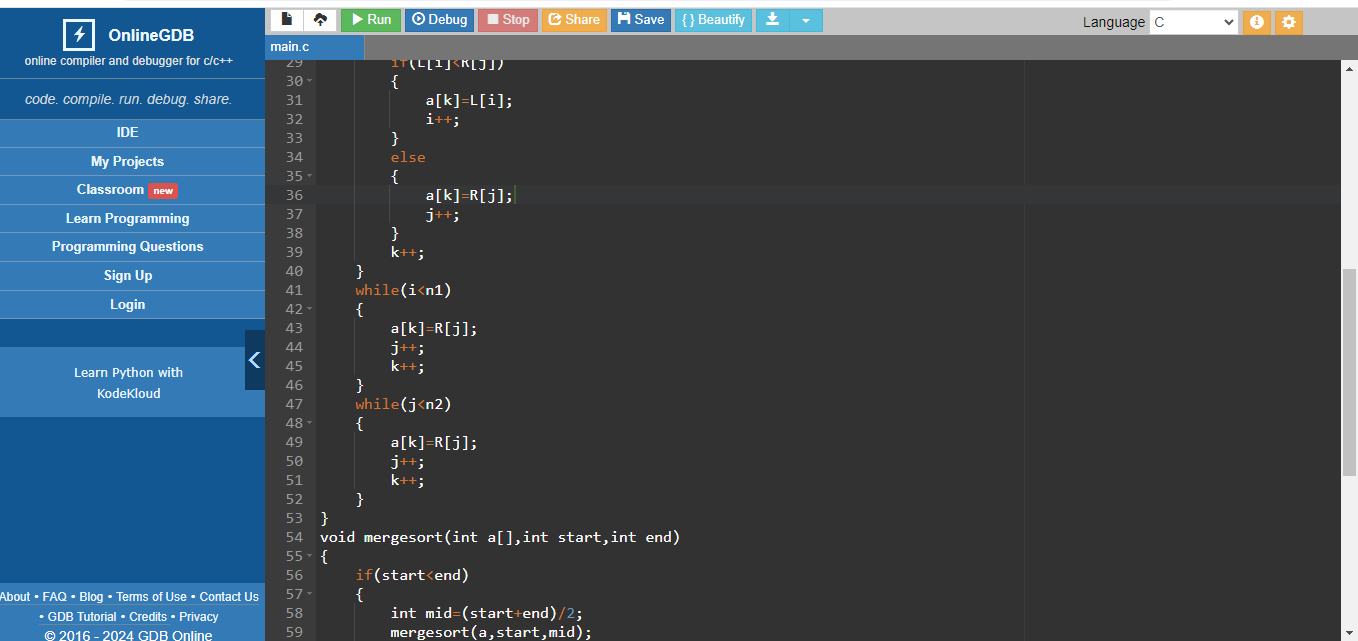 OnlineGDB
online compiler and debugger for c/c++
code. compile. run. debug. share.
IDE
My Projects
Classroom new
Learn Programming
Programming Questions
Sign Up
Login
Learn Python with
KodeKloud
About • FAQ • Blog • Terms of Use • Contact Us
• GDB Tutorial • Credits • Privacy
© 2016 - 2024 GDB Online
Run Debug Stop Share Save { } Beautify
Language C
main.c
29 if(L[i]<R[j])
30 {
31 a[k]=L[i];
32 i++;
33 }
34 else
35 {
36 a[k]=R[j];
37 j++;
38 }
39 k++;
40 }
41 while(i<n1)
42 {
43 a[k]=R[j];
44 j++;
45 k++;
46 }
47 while(j<n2)
48 {
49 a[k]=R[j];
50 j++;
51 k++;
52 }
53 }
54 void mergesort(int a[],int start,int end)
55 {
56 if(start<end)
57 {
58 int mid=(start+end)/2;
59 mergesort(a,start,mid);